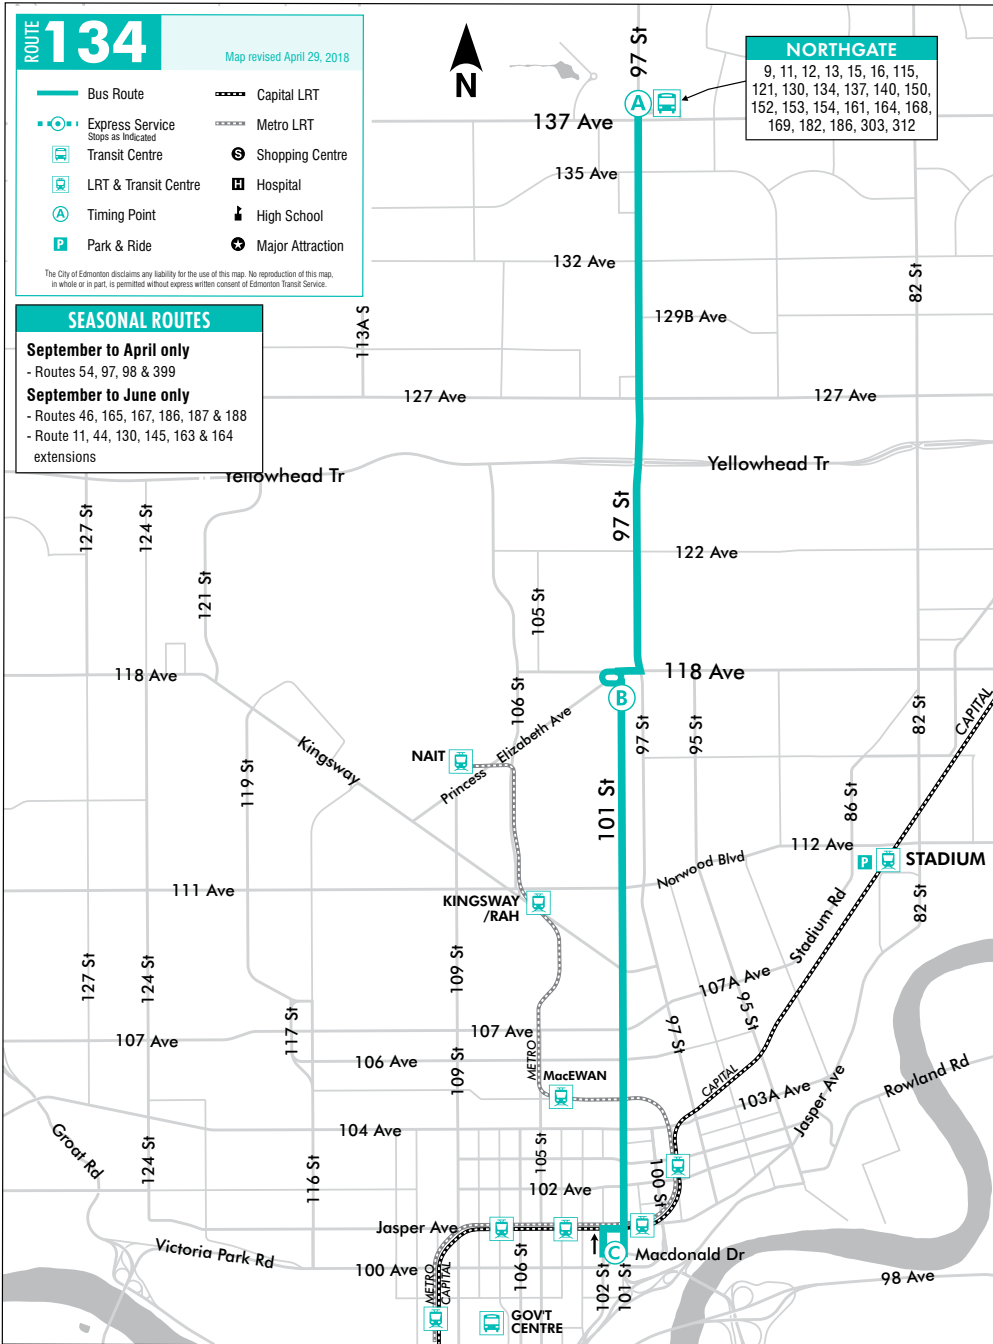 ROUTE 134
Map revised April 29, 2018
Bus Route
Express Service
Stops as Indicated
Transit Centre
LRT & Transit Centre
A Timing Point
P Park & Ride
Capital LRT
Metro LRT
S Shopping Centre
H Hospital
High School
Major Attraction
The City of Edmonton disclaims any liability for the use of this map. No reproduction of this map,
in whole or in part, is permitted without express written consent of Edmonton Transit Service.
SEASONAL ROUTES
September to April only
- Routes 54, 97, 98 & 399
September to June only
- Routes 46, 165, 167, 186, 187 & 188
- Route 11, 44, 130, 145, 163 & 164
extensions
N
97 St
A
NORTHGATE
9, 11, 12, 13, 15, 16, 115,
121, 130, 134, 137, 140, 150,
152, 153, 154, 161, 164, 168,
169, 182, 186, 303, 312
137 Ave
135 Ave
132 Ave
82 St
129B Ave
113A S
127 Ave
127 Ave
Yellowhead Tr
Yellowhead Tr
97 St
127 St
124 St
122 Ave
121 St
105 St
118 Ave
118 Ave
B
106 St
97 St
95 St
82 St
CAPITAL
Kingsway
NAIT
Princess Elizabeth Ave
119 St
101 St
86 St
112 Ave
STADIUM
P
Norwood Blvd
111 Ave
KINGSWAY
/RAH
82 St
Stadium Rd
127 St
124 St
109 St
107A Ave
95 St
117 St
107 Ave
107 Ave
97 St
106 Ave
109 St
METRO
MacEWAN
CAPITAL
103A Ave
Jasper Ave
Rowland Rd
104 Ave
Groat Rd
124 St
116 St
105 St
100 St
102 Ave
Jasper Ave
Victoria Park Rd
106 St
C
Macdonald Dr
100 Ave
METRO
CAPITAL
102 St
101 St
98 Ave
GOV'T
CENTRE